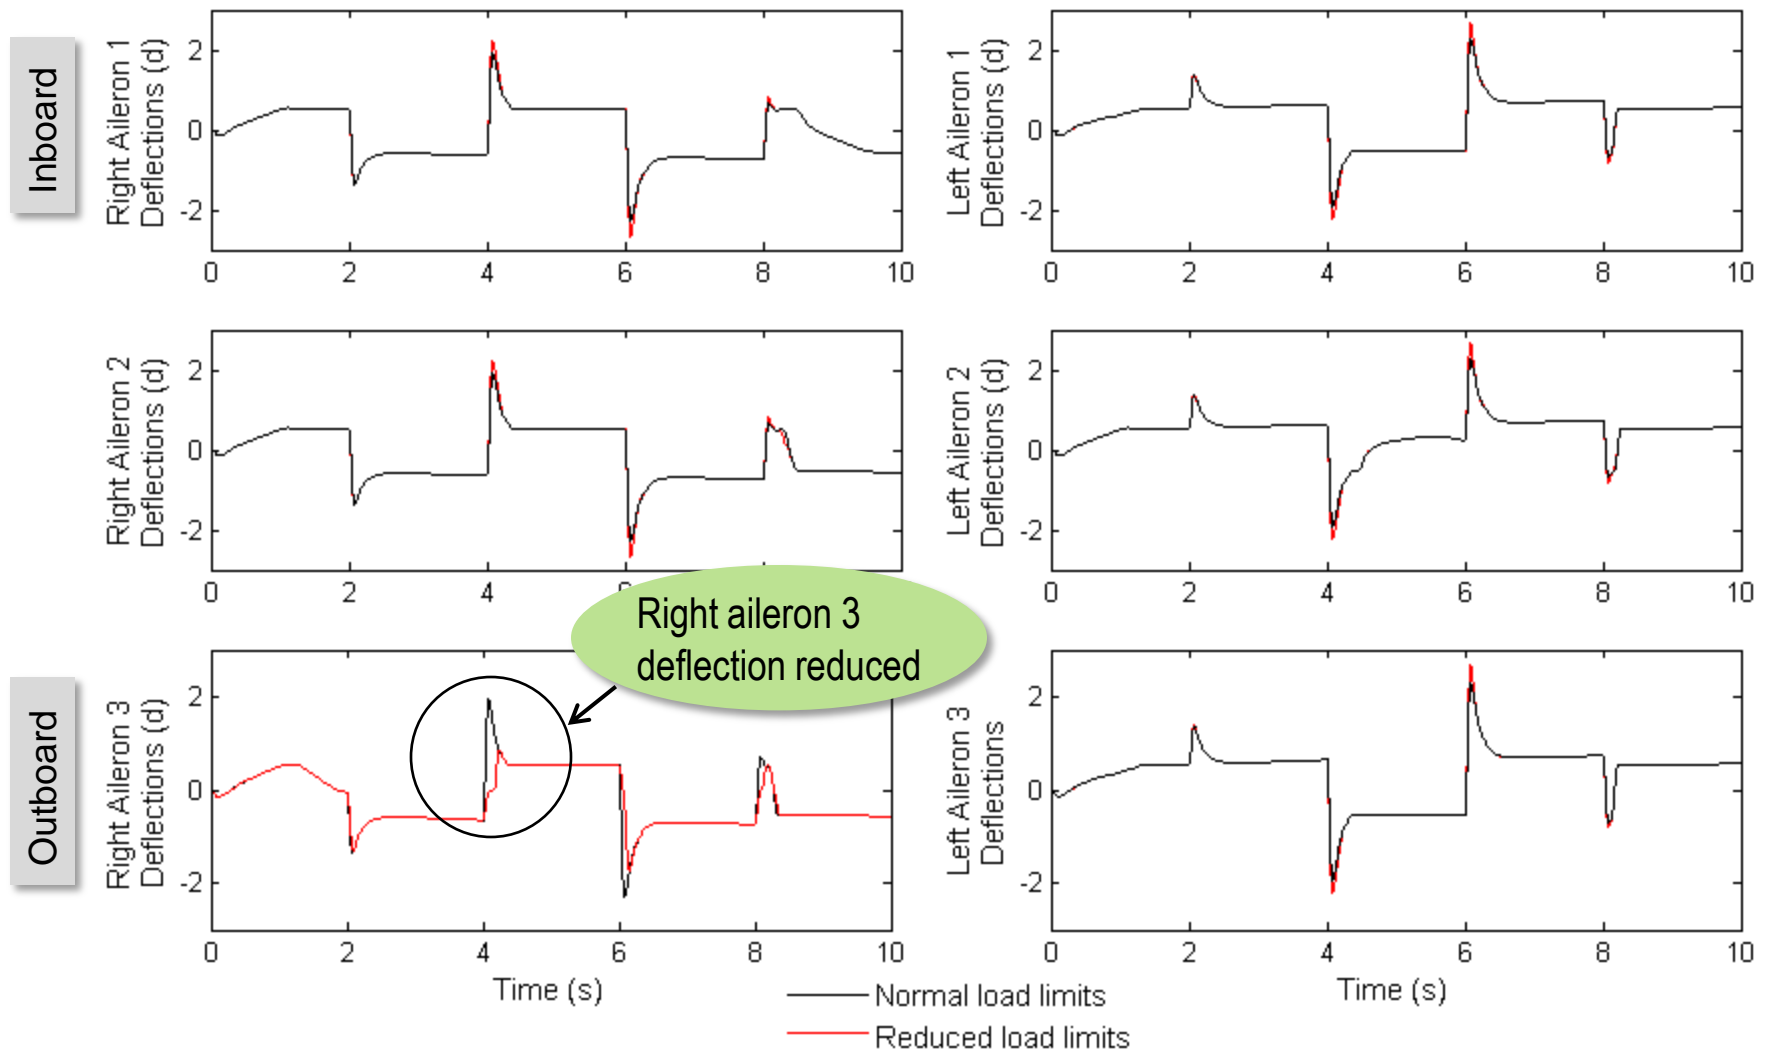 Inboard
Right Aileron 1
Deflections (d)
2
0
-2
0 2 4 6 8 10
Left Aileron 1
Deflections (d)
2
0
-2
0 2 4 6 8 10
Right Aileron 2
Deflections (d)
2
0
-2
0 2 4
Left Aileron 2
Deflections (d)
2
0
-2
0 2 4 6 8 10
Right aileron 3
deflection reduced
Outboard
Right Aileron 3
Deflections (d)
2
0
-2
0 2 4 6 8 10
Time (s)
Left Aileron 3
Deflections
2
0
-2
0 2 4 6 8 10
Time (s)
Normal load limits
Reduced load limits